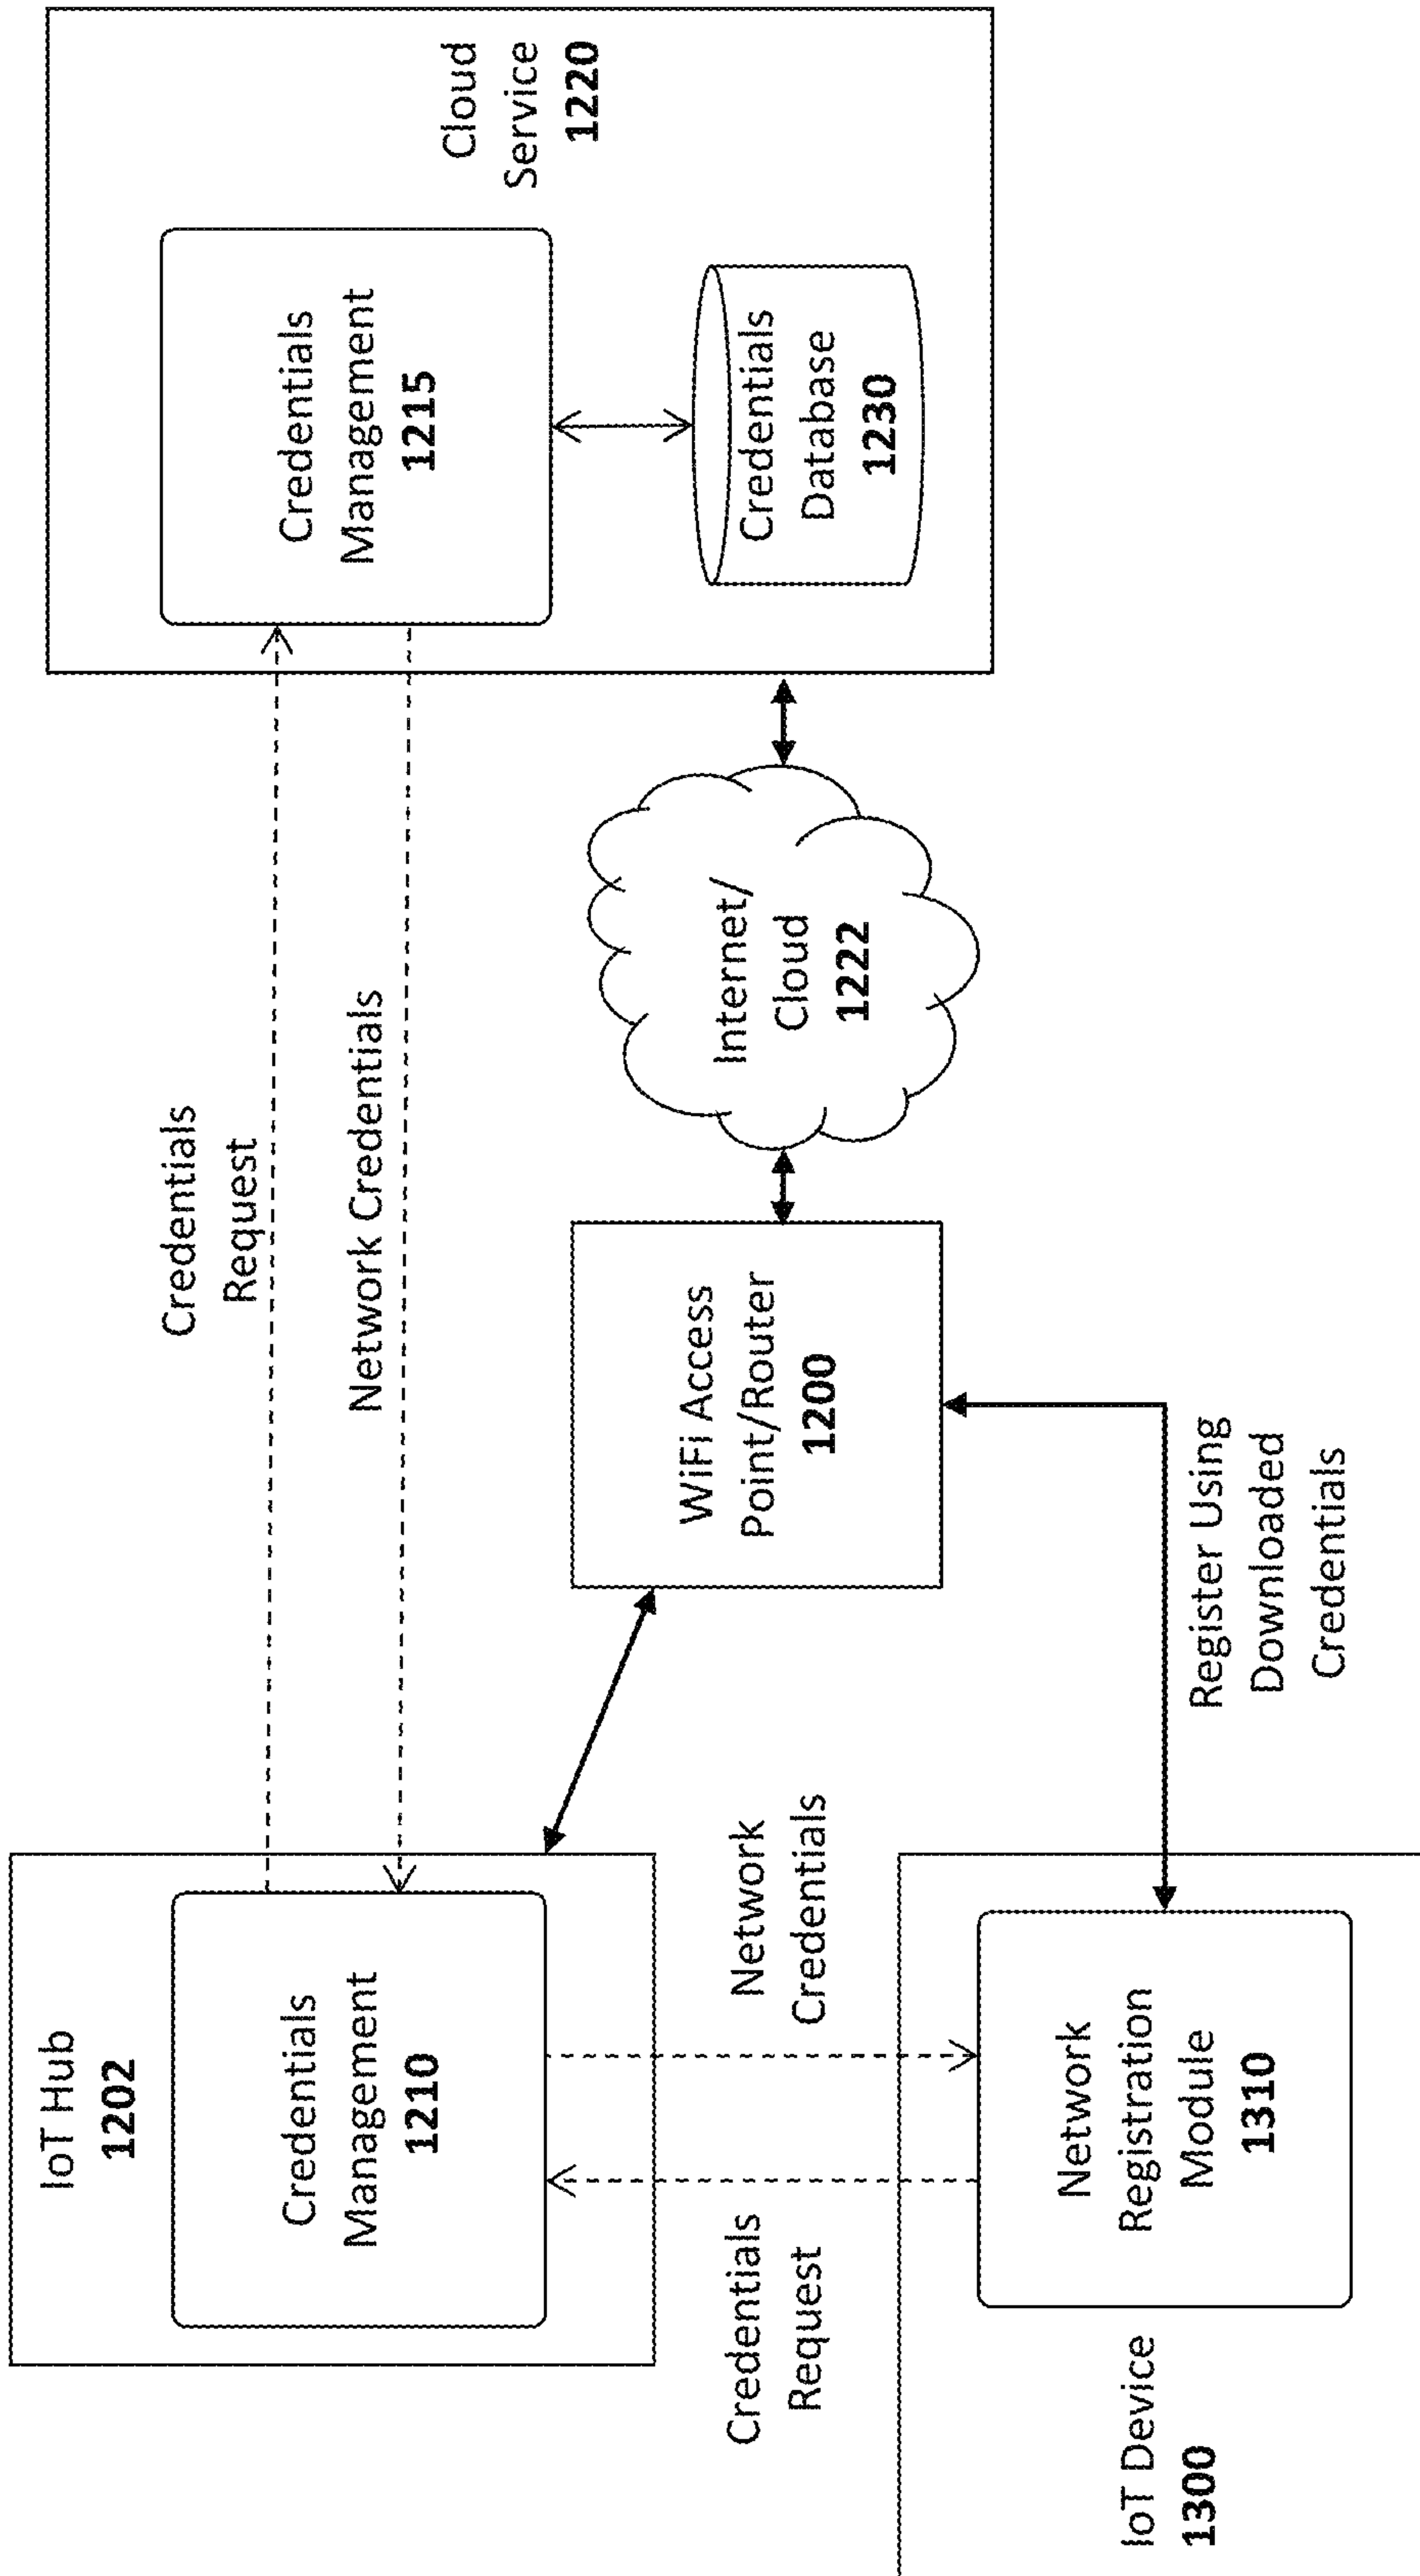 IoT Hub
1202
Credentials
Management
1210
Credentials
Request
Network Credentials
Cloud
Service
1220
Credentials
Management
1215
Credentials
Database
1230
WiFi Access
Point/Router
1200
Internet/
Cloud
1222
Credentials
Request
Network
Credentials
IoT Device
1300
Network
Registration
Module
1310
Register Using
Downloaded
Credentials